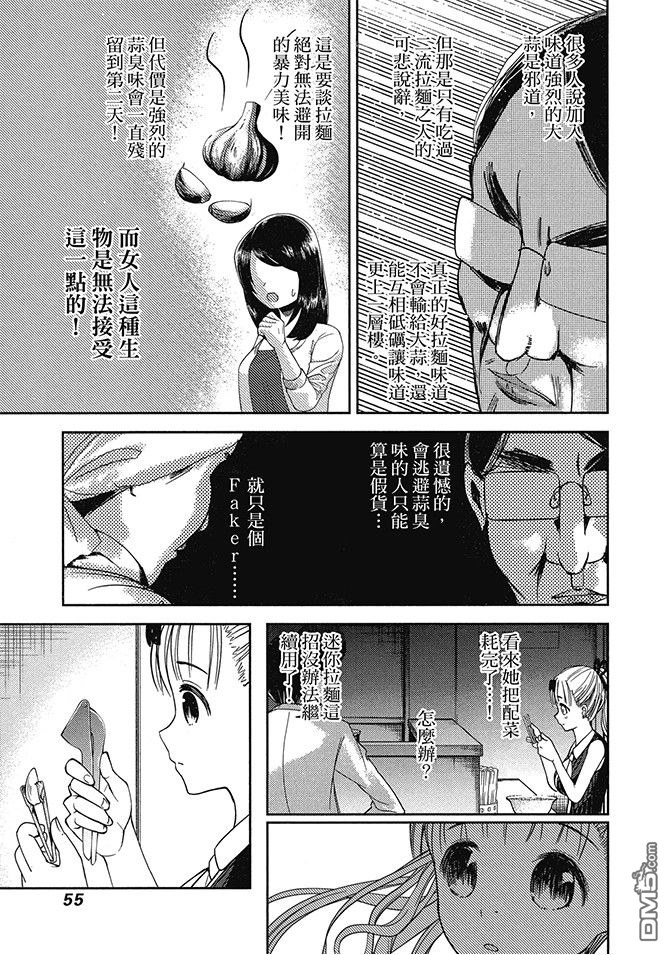 很多人說加入
味道強烈的大
蒜是邪道，
但那是只有吃過
三流拉麵之人的
可悲說辭，
真正的好拉麵味道
不會輸給大蒜，還
能互相砥礪讓味道
更上一層樓。
這是要談拉麵
絕對無法避開
的暴力美味！
但代價是強烈的
蒜臭味會一直殘
留到第二天！
而女人這種生
物是無法接受
這一點的！
很遺憾的，
會逃避蒜臭
味的人只能
算是假貨…
就只是個
Faker……
看來她把配菜
耗完了…！
怎麼辦？
迷你拉麵這
招沒辦法繼
續用了！
55
DM5.com